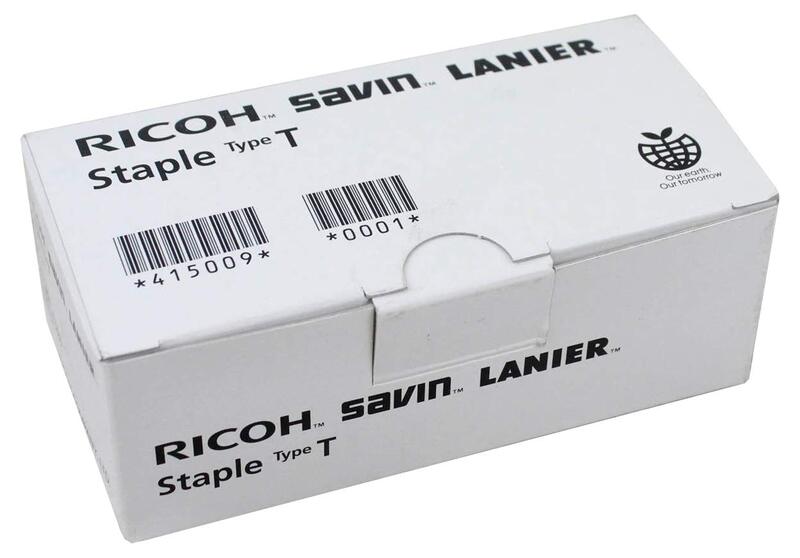 RICOH™ SAVIN™ LANIER™
Staple Type T
Our earth,
Our tomorrow
*415009*
*0001*
RICOH™ SAVIN™ LANIER™
Staple Type T